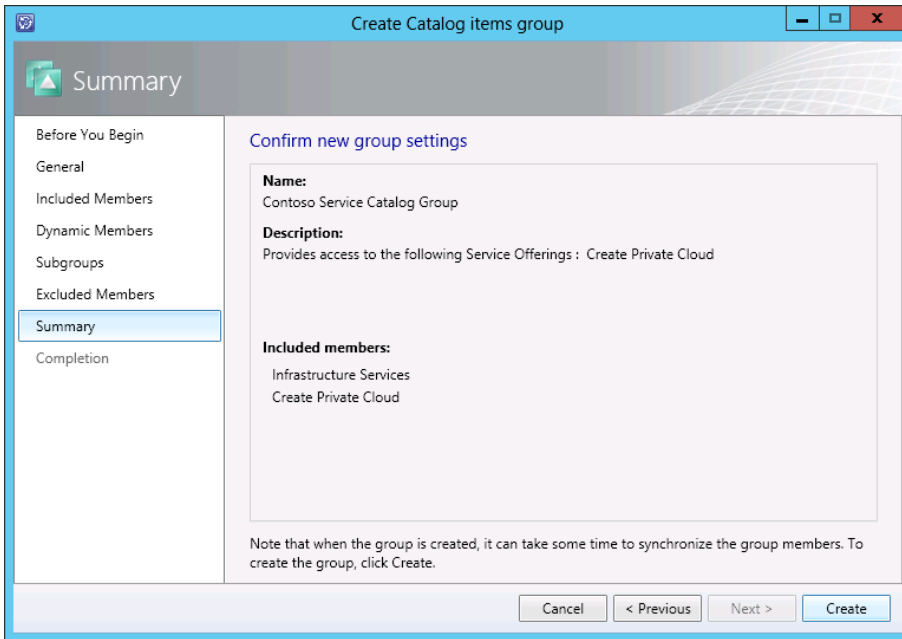 Create Catalog items group
Summary
Before You Begin
General
Included Members
Dynamic Members
Subgroups
Excluded Members
Summary
Completion
Confirm new group settings
Name:
Contoso Service Catalog Group
Description:
Provides access to the following Service Offerings :  Create Private Cloud
Included members:
Infrastructure Services
Create Private Cloud
Note that when the group is created, it can take some time to synchronize the group members. To
create the group, click Create.
Cancel
< Previous
Next >
Create